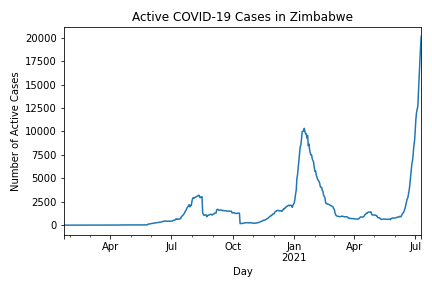 Active COVID-19 Cases in Zimbabwe
20000
17500
15000
12500
10000
7500
5000
2500
0
Number of Active Cases
Apr Jul Oct Jan Apr Jul
2021
Day